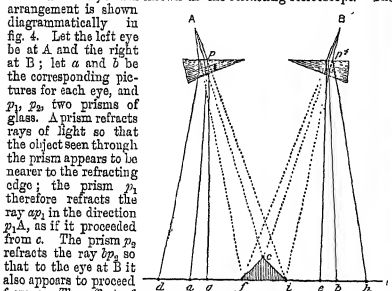 arrangement is shown
diagrammatically in
fig. 4. Let the left eye
be at A and the right
at B; let a and b be
the corresponding pic-
tures for each eye, and
p₁, p₂, two prisms of
glass. A prism refracts
rays of light so that
the object seen through
the prism appears to be
nearer to the refracting
edge; the prism p₁
therefore refracts the
ray ap₁ in the direction
p₁A, as if it proceeded
from c. The prism p₂
refracts the ray bp₂ so
that to the eye at B it
also appears to proceed
A B
p
c
d a g f i e b h